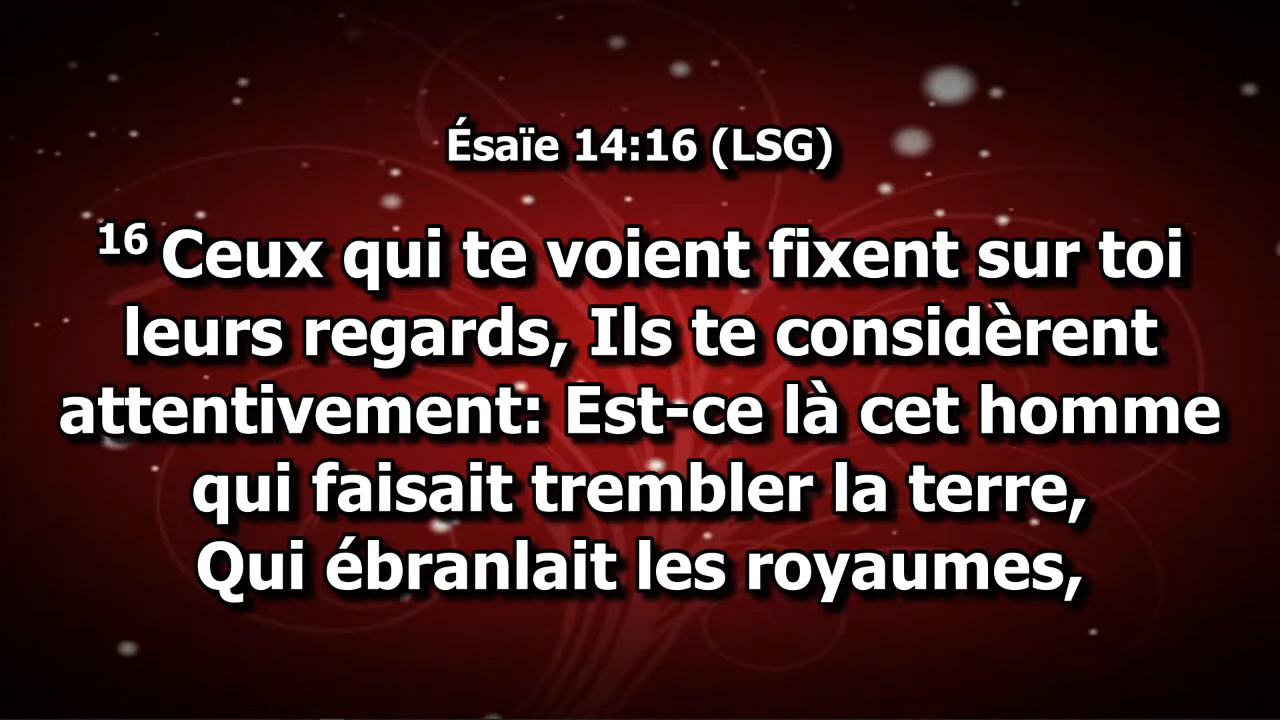 Ésaïe 14:16 (LSG)
16 Ceux qui te voient fixent sur toi
leurs regards, Ils te considèrent
attentivement: Est-ce là cet homme
qui faisait trembler la terre,
Qui ébranlait les royaumes,